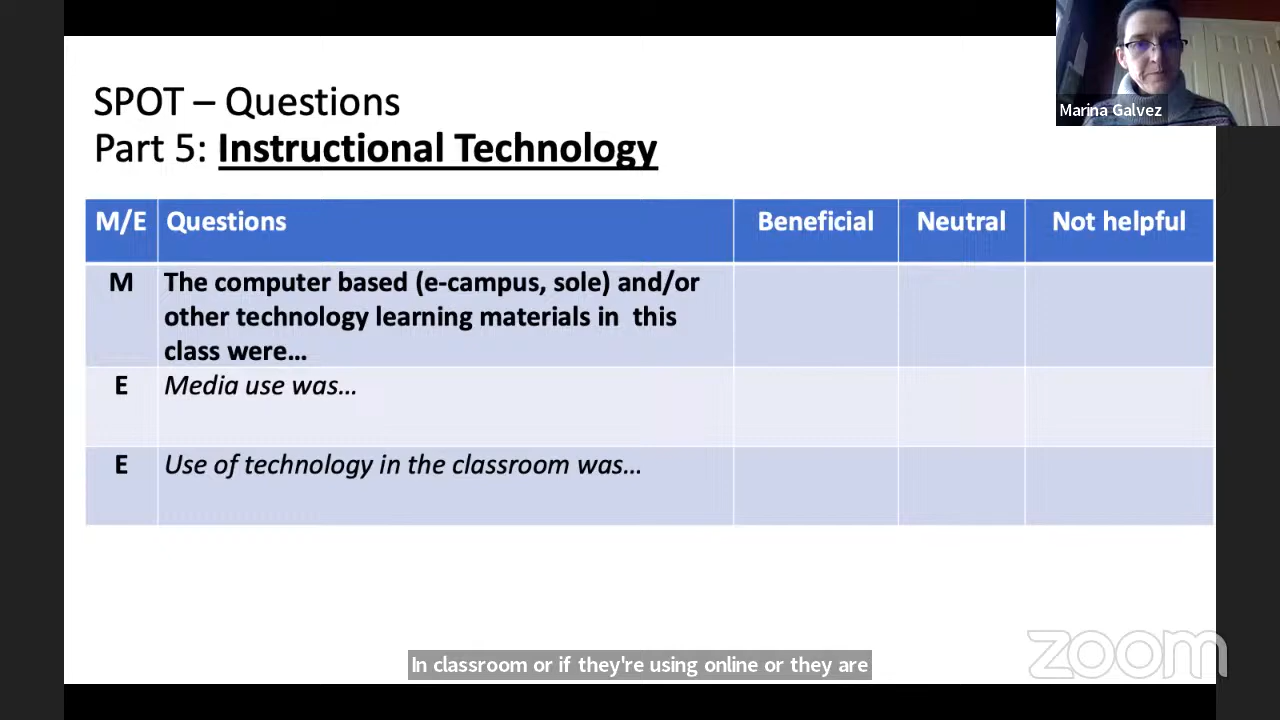 SPOT – Questions
Part 5: Instructional Technology
Marina Galvez
M/E Questions Beneficial Neutral Not helpful
M The computer based (e-campus, sole) and/or
other technology learning materials in this
class were...
E Media use was...
E Use of technology in the classroom was...
In classroom or if they're using online or they are
zoom